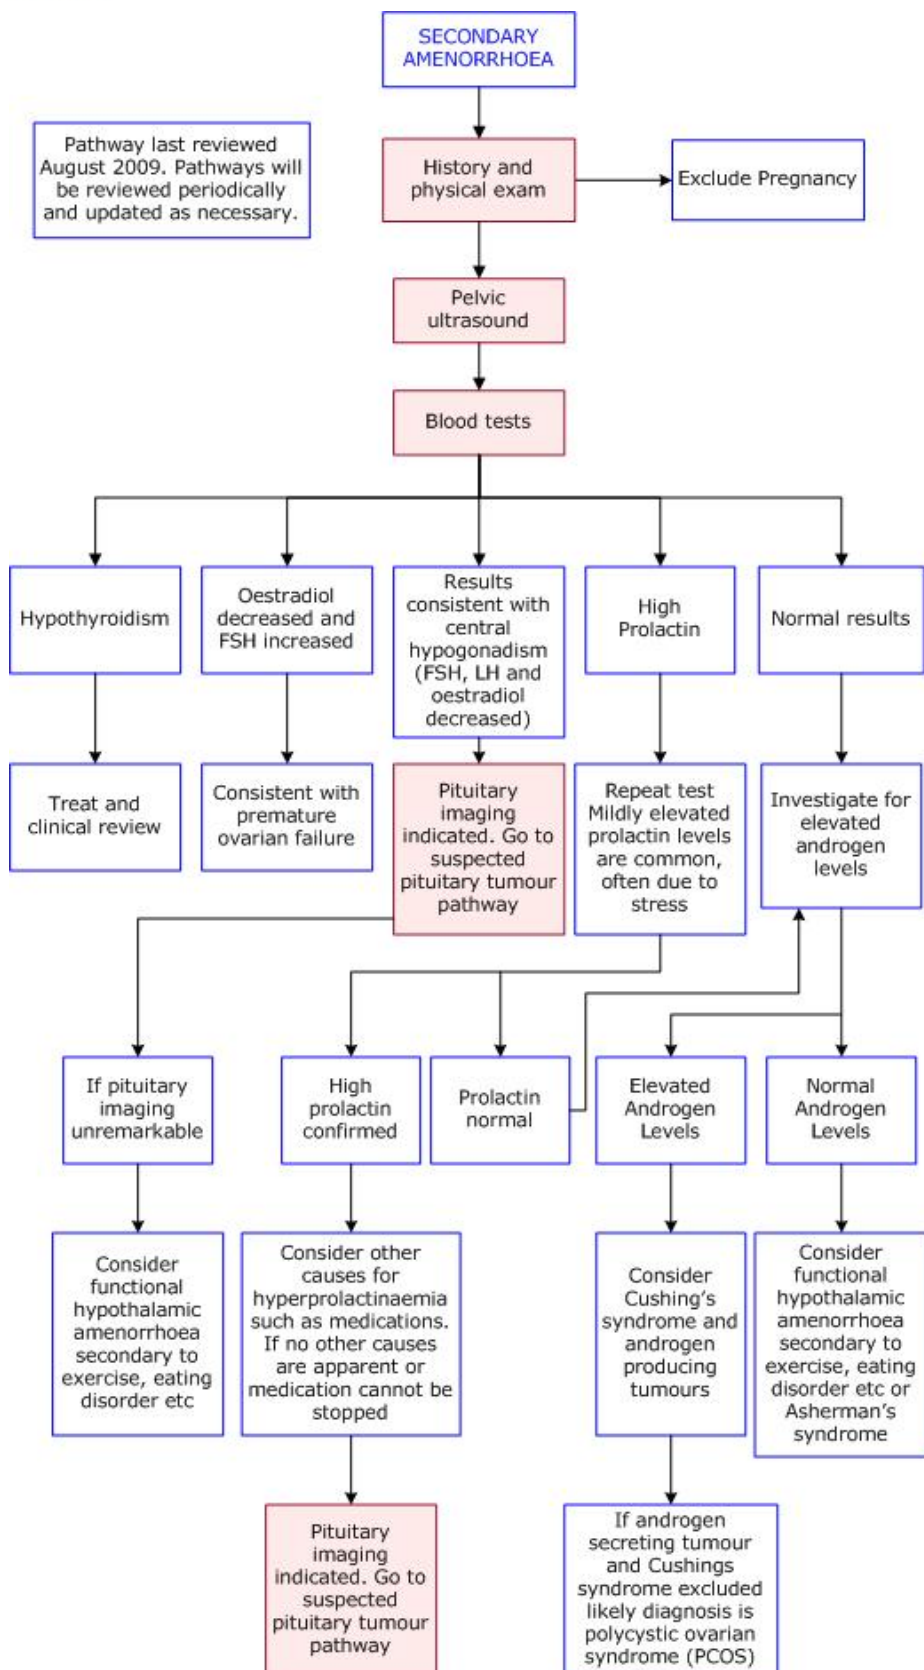 SECONDARY
AMENORRHOEA
Pathway last reviewed
August 2009. Pathways will
be reviewed periodically
and updated as necessary.
History and
physical exam
Exclude Pregnancy
Pelvic
ultrasound
Blood tests
Hypothyroidism
Oestradiol
decreased and
FSH increased
Results
consistent with
central
hypogonadism
(FSH, LH and
oestradiol
decreased)
High
Prolactin
Normal results
Treat and
clinical review
Consistent with
premature
ovarian failure
Pituitary
imaging
indicated. Go to
suspected
pituitary tumour
pathway
Repeat test
Mildly elevated
prolactin levels
are common,
often due to
stress
Investigate for
elevated
androgen
levels
If pituitary
imaging
unremarkable
High
prolactin
confirmed
Prolactin
normal
Elevated
Androgen
Levels
Normal
Androgen
Levels
Consider
functional
hypothalamic
amenorrhoea
secondary to
exercise, eating
disorder etc
Consider other
causes for
hyperprolactinaemia
such as medications.
If no other causes
are apparent or
medication cannot be
stopped
Consider
Cushing's
syndrome and
androgen
producing
tumours
Consider
functional
hypothalamic
amenorrhoea
secondary to
exercise, eating
disorder etc or
Asherman's
syndrome
Pituitary
imaging
indicated. Go to
suspected
pituitary tumour
pathway
If androgen
secreting tumour
and Cushings
syndrome excluded
likely diagnosis is
polycystic ovarian
syndrome (PCOS)